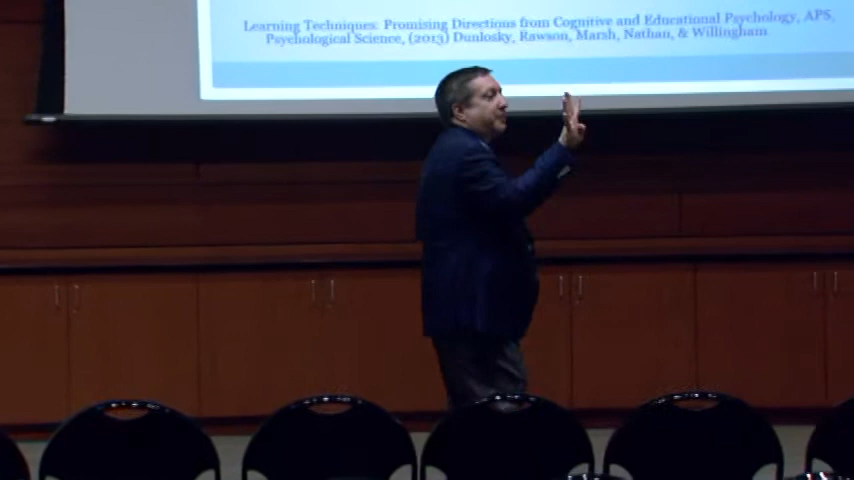 Learning Techniques: Promising Directions from Cognitive and Educational Psychology, APS,
Psychological Science, (2013) Dunlosky, Rawson, Marsh, Nathan, & Willingham